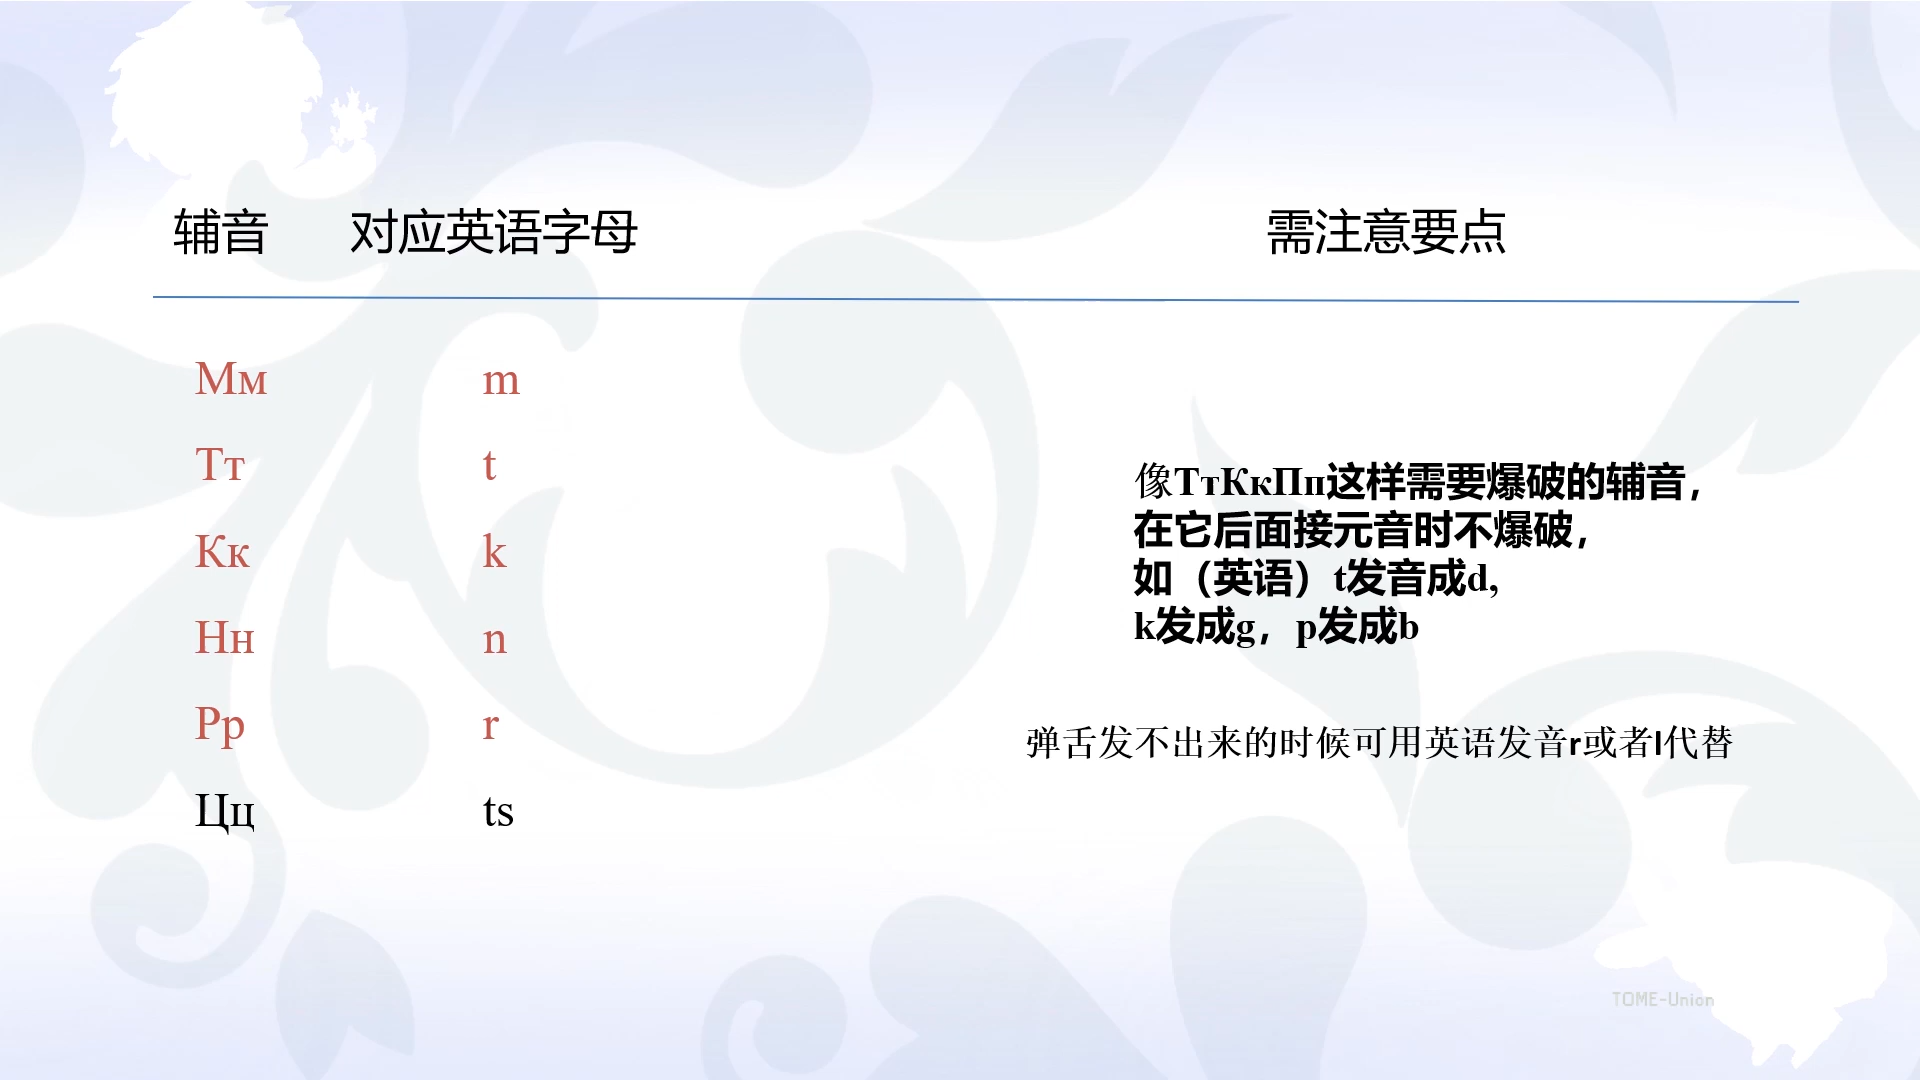 辅音 对应英语字母 需注意要点
Мм m
Тт t
像ТтКкПп这样需要爆破的辅音，
在它后面接元音时不爆破，
Кк k
如（英语）t发音成d,
k发成g，p发成b
Нн n
Рр r
弹舌发不出来的时候可用英语发音r或者l代替
Цц ts
TOME-Union